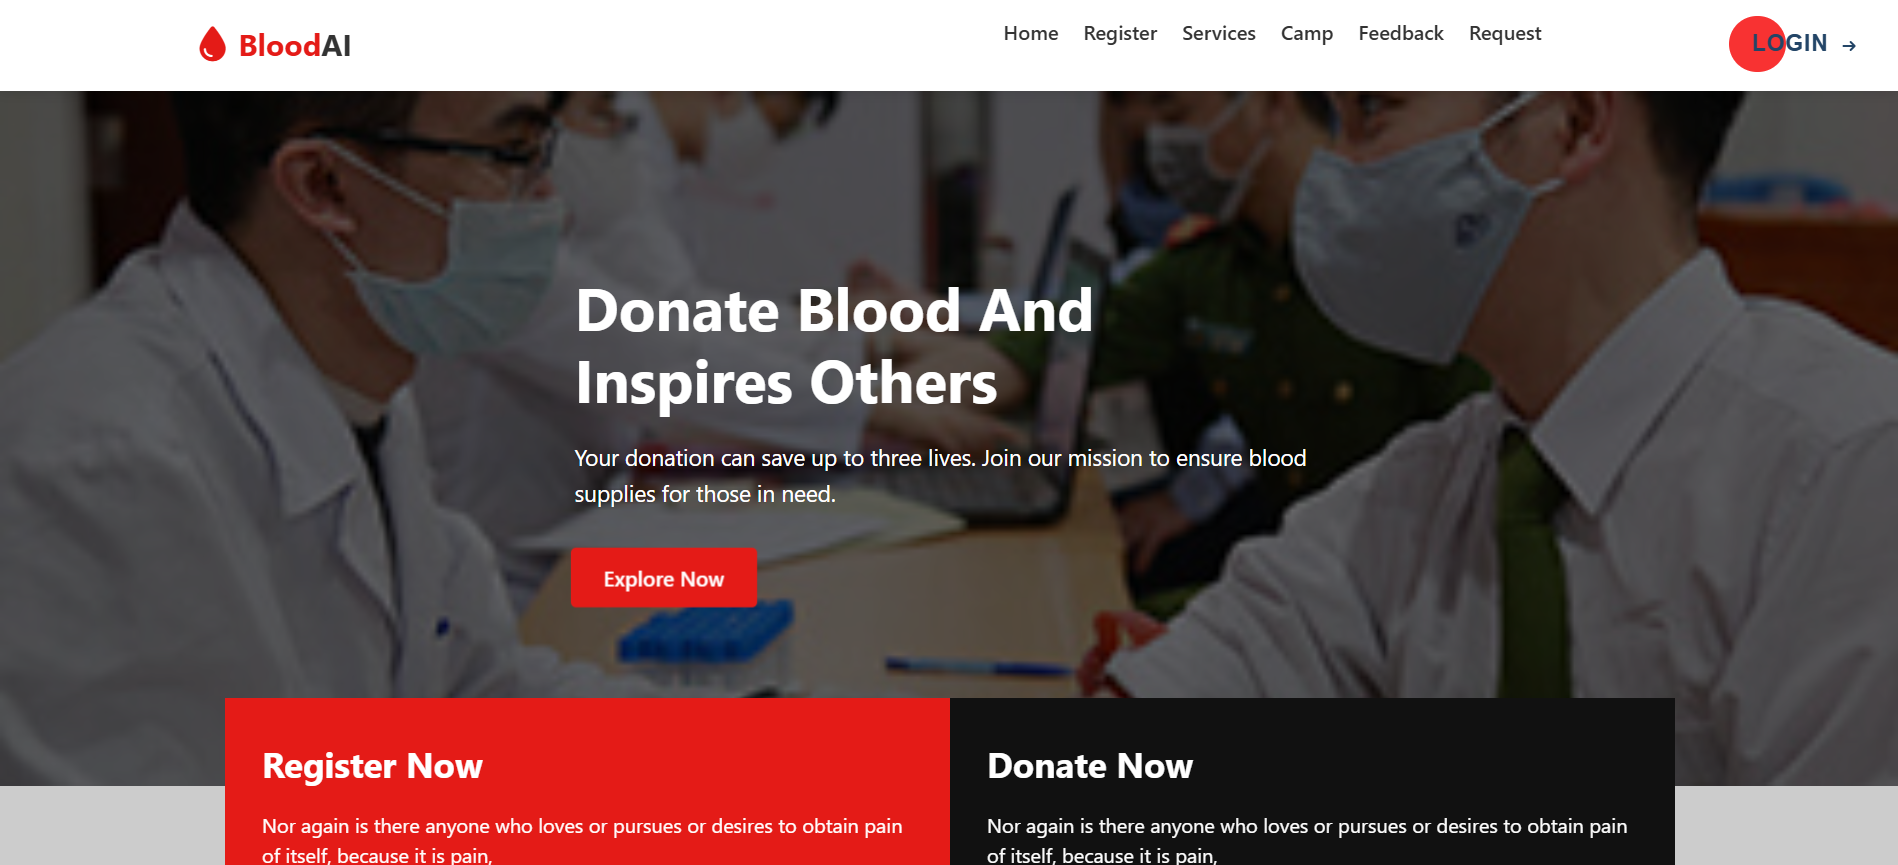 BloodAI
Home Register Services Camp Feedback Request
LOGIN →
Donate Blood And
Inspires Others
Your donation can save up to three lives. Join our mission to ensure blood
supplies for those in need.
Explore Now
Register Now
Nor again is there anyone who loves or pursues or desires to obtain pain
of itself, because it is pain,
Donate Now
Nor again is there anyone who loves or pursues or desires to obtain pain
of itself, because it is pain,